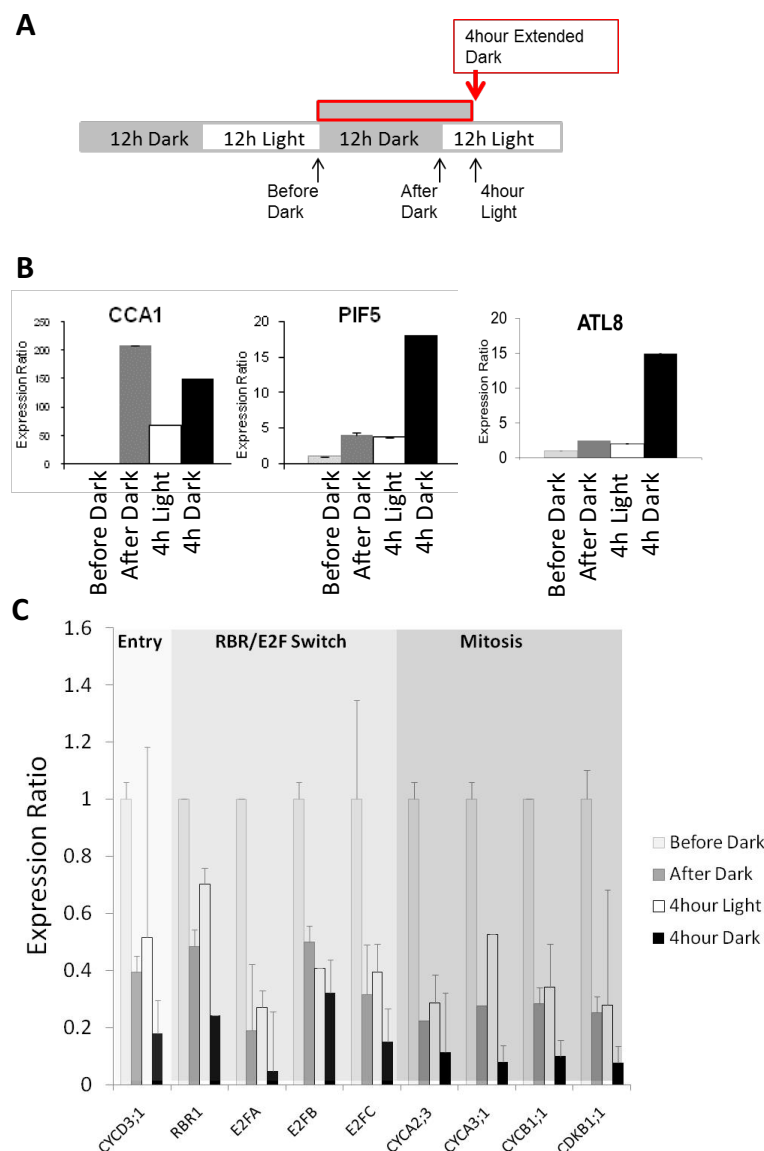 A
4hour Extended
Dark
12h Dark
12h Light
12h Dark
12h Light
Before
Dark
After
Dark
4hour
Light
B
CCA1
Expression Ratio
250
200
150
100
50
0
Before Dark
After Dark
4h Light
4h Dark
PIF5
Expression Ratio
20
15
10
5
0
Before Dark
After Dark
4h Light
4h Dark
ATL8
Expression Ratio
20
15
10
5
0
Before Dark
After Dark
4h Light
4h Dark
C
Expression Ratio
1.6
1.4
1.2
1
0.8
0.6
0.4
0.2
0
Entry
RBR/E2F Switch
Mitosis
CYCD3;1
RBR1
E2FA
E2FB
E2FC
CYCA2;3
CYCA3;1
CYCB1;1
CDKB1;1
Before Dark
After Dark
4hour Light
4hour Dark